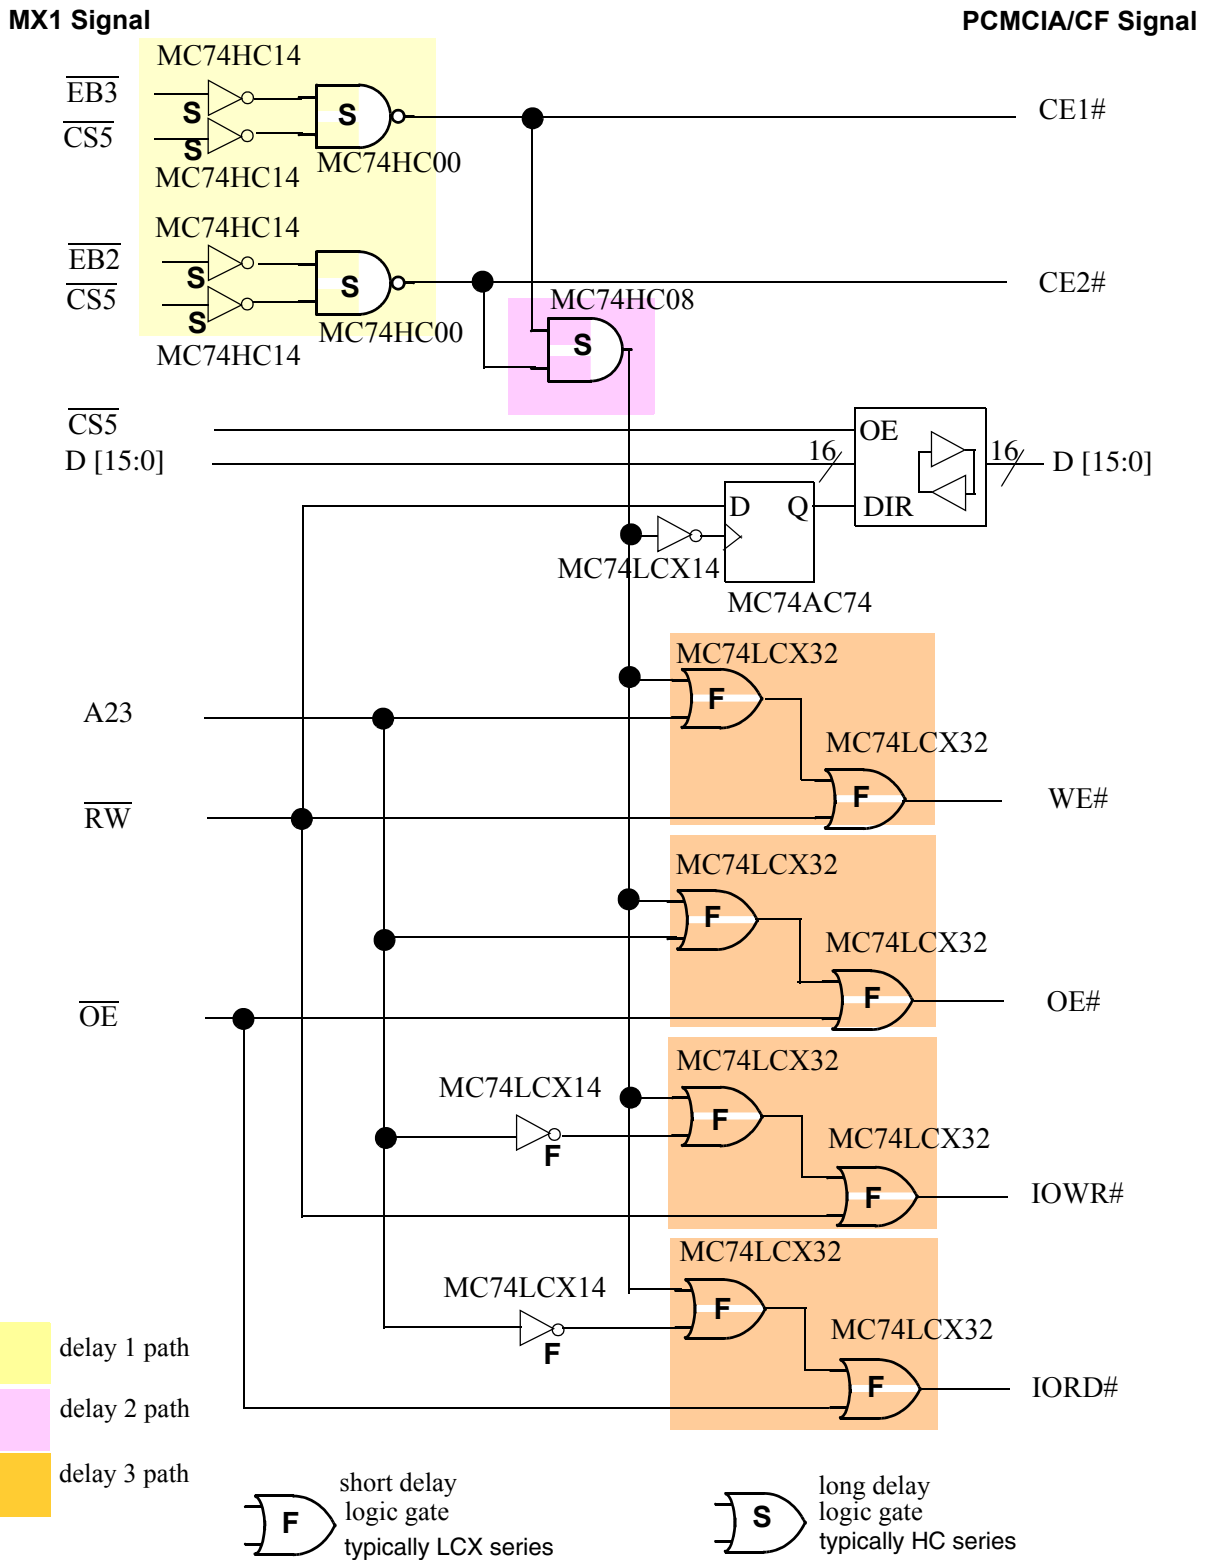 MX1 Signal
PCMCIA/CF Signal
MC74HC14
EB3
S
S
CE1#
CS5
S
MC74HC00
MC74HC14
MC74HC14
EB2
S
S
CE2#
CS5
S
MC74HC08
MC74HC00
MC74HC14
S
CS5
OE
D [15:0]
16
16
D [15:0]
D Q
DIR
MC74LCX14
MC74AC74
MC74LCX32
F
A23
MC74LCX32
F
WE#
RW
MC74LCX32
F
MC74LCX32
F
OE#
OE
MC74LCX32
MC74LCX14
F
F
MC74LCX32
F
IOWR#
MC74LCX32
MC74LCX14
F
F
MC74LCX32
F
IORD#
delay 1 path
delay 2 path
delay 3 path
F
short delay
logic gate
typically LCX series
S
long delay
logic gate
typically HC series